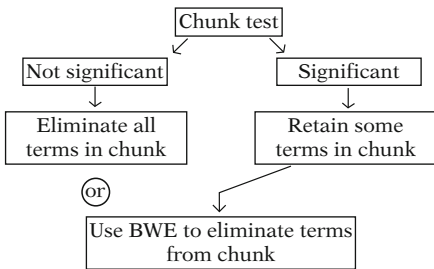 Chunk test
Not significant
Significant
Eliminate all
terms in chunk
Retain some
terms in chunk
or
Use BWE to eliminate terms
from chunk